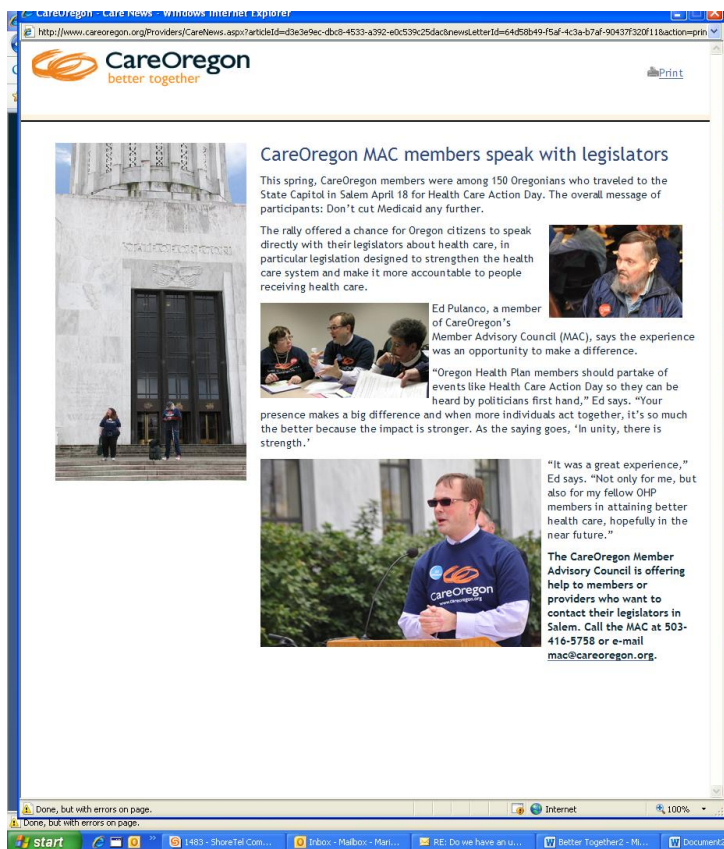 CareOregon - Care News - Windows Internet Explorer
http://www.careoregon.org/Providers/CareNews.aspx?articleId=d3e3e9ec-dbc8-4533-a392-e0c539c25dac&newsLetterId=64d58b49-f5af-4c3a-b7af-90437f320f11&action=prin
CareOregon
better together
Print
CareOregon MAC members speak with legislators
This spring, CareOregon members were among 150 Oregonians who traveled to the
State Capitol in Salem April 18 for Health Care Action Day. The overall message of
participants: Don't cut Medicaid any further.
The rally offered a chance for Oregon citizens to speak
directly with their legislators about health care, in
particular legislation designed to strengthen the health
care system and make it more accountable to people
receiving health care.
Ed Pulanco, a member
of CareOregon's
Member Advisory Council (MAC), says the experience
was an opportunity to make a difference.
“Oregon Health Plan members should partake of
events like Health Care Action Day so they can be
heard by politicians first hand,” Ed says. “Your
presence makes a big difference and when more individuals act together, it's so much
the better because the impact is stronger. As the saying goes, ‘In unity, there is
strength.’
“It was a great experience,”
Ed says. “Not only for me, but
also for my fellow OHP
members in attaining better
health care, hopefully in the
near future.”
CareOregon
www.careoregon.org
The CareOregon Member
Advisory Council is offering
help to members or
providers who want to
contact their legislators in
Salem. Call the MAC at 503-
416-5758 or e-mail
mac@careoregon.org.
Done, but with errors on page.
Internet
100%
Done, but with errors on page.
start
1483 - ShoreTel Com...
Inbox - Mailbox - Mari...
RE: Do we have an u...
Better Together2 - Mi...
Document